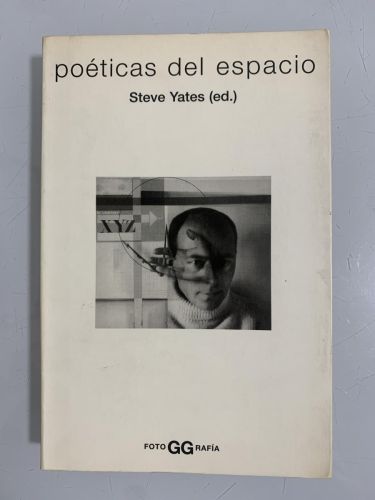 poéticas del espacio
Steve Yates (ed.)
XYZ
FOTO GG RAFÍA